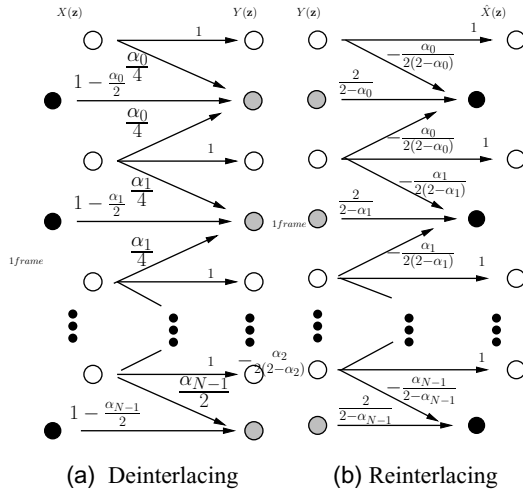 X(z) Y(z) Y(z) X̂(z)
1 1
α₀/4 −α₀/2(2−α₀)
1 − α₀/2 2/2−α₀
α₀/4 −α₀/2(2−α₀)
1 1
α₁/4 −α₁/2(2−α₁)
1 − α₁/2 2/2−α₁
1frame
α₁/4 −α₁/2(2−α₁)
1frame
1 1
1 −α₂/2(2−α₂) 1
α_{N−1}/2 −α_{N−1}/2−α_{N−1}
1 − α_{N−1}/2 2/2−α_{N−1}
(a) Deinterlacing (b) Reinterlacing